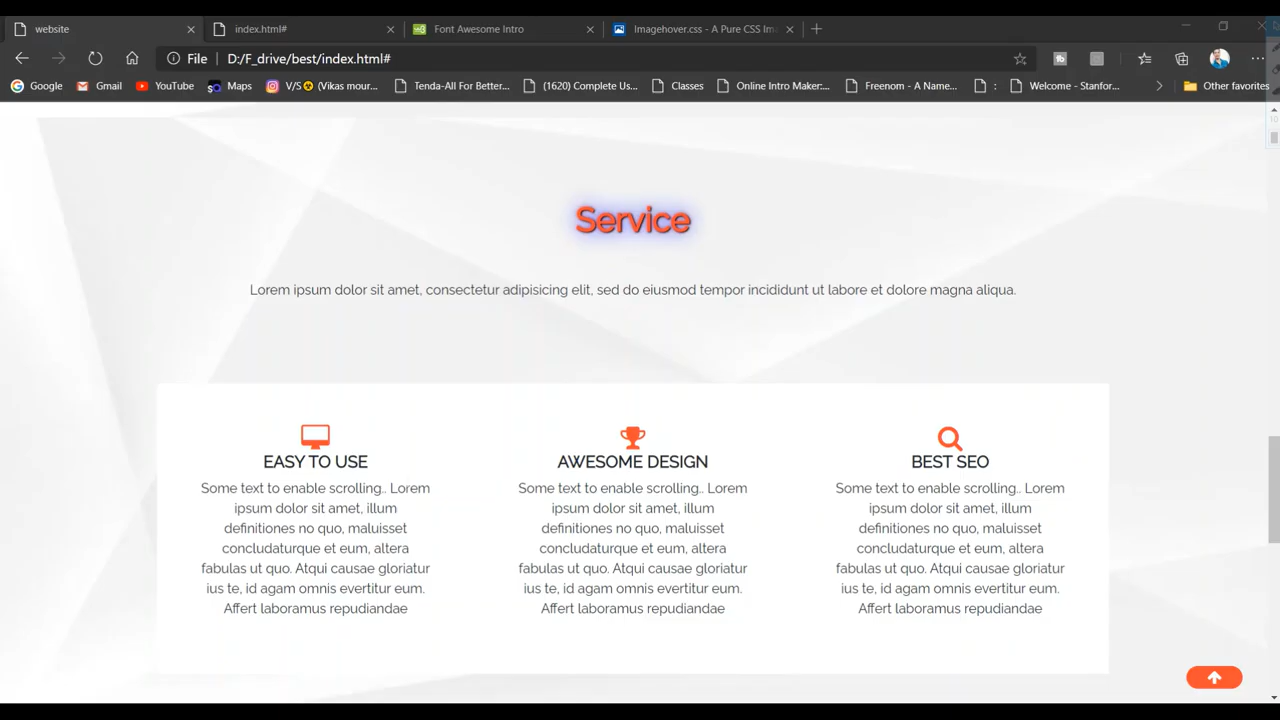 website
index.html#
Font Awesome Intro
Imagehover.css - A Pure CSS Im
File
D:/F_drive/best/index.html#
Google
Gmail
YouTube
Maps
V/S (Vikas mour...
Tenda-All For Better...
(1620) Complete Us...
Classes
Online Intro Maker:...
Freenom - A Name...
:
Welcome - Stanfor...
Other favorites
10
Service
Lorem ipsum dolor sit amet, consectetur adipisicing elit, sed do eiusmod tempor incididunt ut labore et dolore magna aliqua.
EASY TO USE
Some text to enable scrolling.. Lorem
ipsum dolor sit amet, illum
definitiones no quo, maluisset
concludaturque et eum, altera
fabulas ut quo. Atqui causae gloriatur
ius te, id agam omnis evertitur eum.
Affert laboramus repudiandae
AWESOME DESIGN
Some text to enable scrolling.. Lorem
ipsum dolor sit amet, illum
definitiones no quo, maluisset
concludaturque et eum, altera
fabulas ut quo. Atqui causae gloriatur
ius te, id agam omnis evertitur eum.
Affert laboramus repudiandae
BEST SEO
Some text to enable scrolling.. Lorem
ipsum dolor sit amet, illum
definitiones no quo, maluisset
concludaturque et eum, altera
fabulas ut quo. Atqui causae gloriatur
ius te, id agam omnis evertitur eum.
Affert laboramus repudiandae